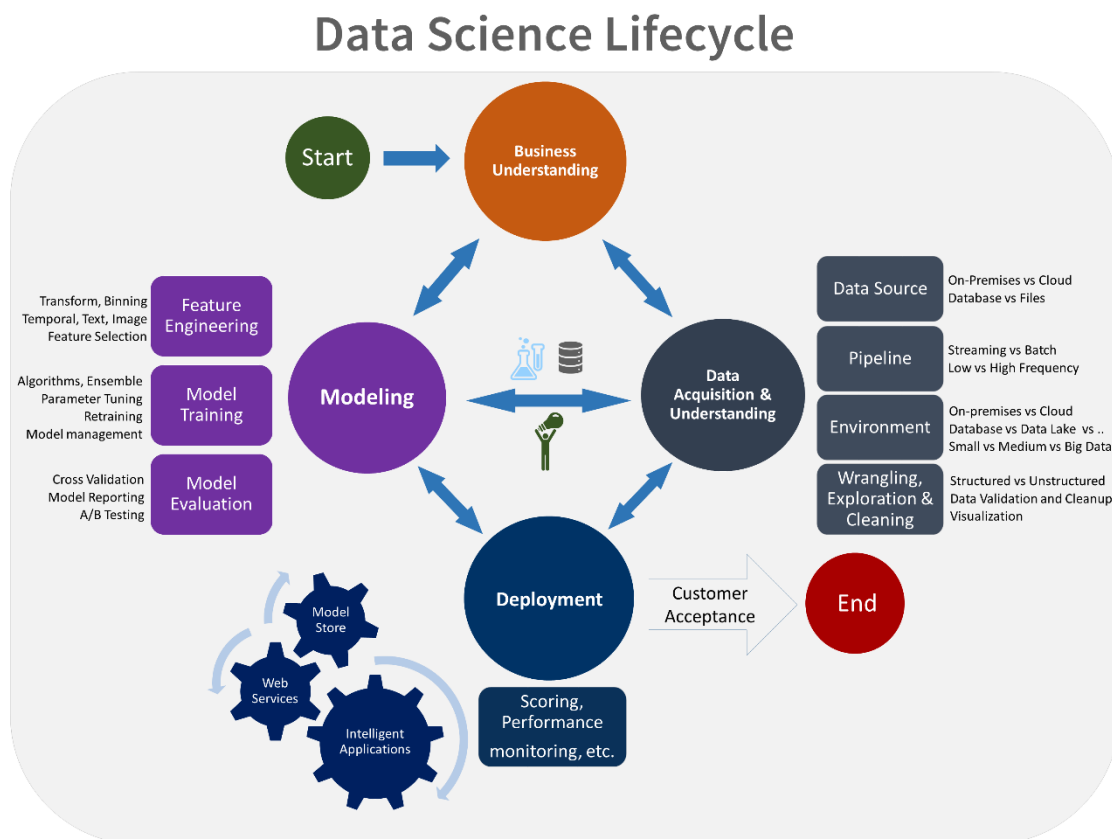 Data Science Lifecycle
Start
Business
Understanding
Transform, Binning
Temporal, Text, Image
Feature Selection
Feature
Engineering
Algorithms, Ensemble
Parameter Tuning
Retraining
Model management
Model
Training
Cross Validation
Model Reporting
A/B Testing
Model
Evaluation
Modeling
Data
Acquisition &
Understanding
Data Source
On-Premises vs Cloud
Database vs Files
Pipeline
Streaming vs Batch
Low vs High Frequency
Environment
On-premises vs Cloud
Database vs Data Lake vs ..
Small vs Medium vs Big Data
Wrangling,
Exploration &
Cleaning
Structured vs Unstructured
Data Validation and Cleanup
Visualization
Deployment
Customer
Acceptance
End
Model
Store
Web
Services
Intelligent
Applications
Scoring,
Performance
monitoring, etc.